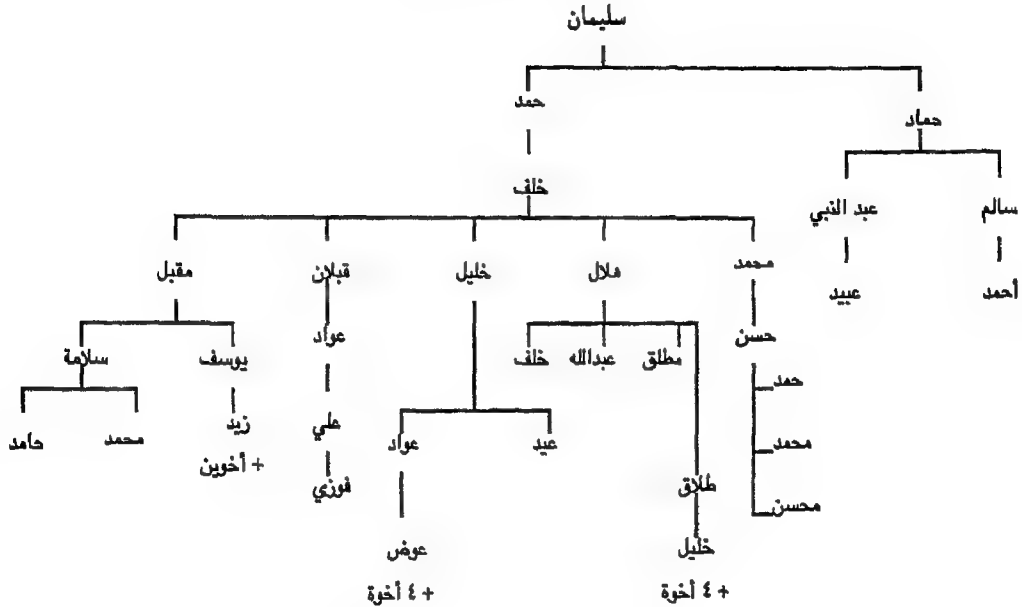 سليمان
حمد
حماد
خلف
سالم
عبد النبي
محمد
هلال
خليل
قبلان
مقبل
أحمد
عبيد
حسن
مطلق
عبدالله
خلف
عواد
يوسف
سلامة
حمد
محمد
عيد
عواد
علي
زيد
محمد
حامد
+ أخوين
محسن
طلاق
فوزي
خليل
عوض
+ ٤ أخوة
+ ٤ أخوة